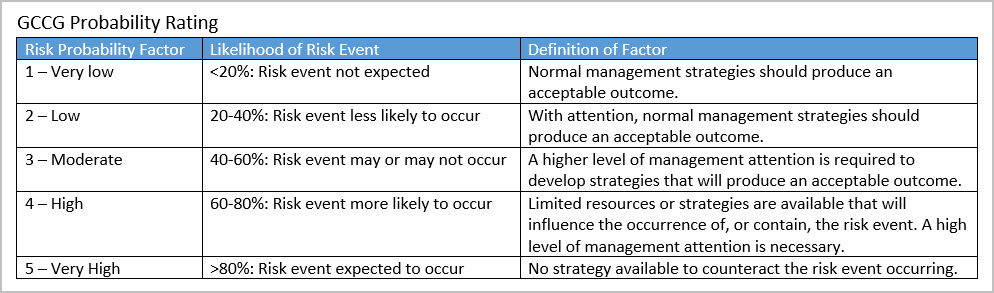 GCCG Probability Rating
Risk Probability Factor Likelihood of Risk Event Definition of Factor
1 – Very low <20%: Risk event not expected Normal management strategies should produce an
acceptable outcome.
2 – Low 20-40%: Risk event less likely to occur With attention, normal management strategies should
produce an acceptable outcome.
3 – Moderate 40-60%: Risk event may or may not occur A higher level of management attention is required to
develop strategies that will produce an acceptable outcome.
4 – High 60-80%: Risk event more likely to occur Limited resources or strategies are available that will
influence the occurrence of, or contain, the risk event. A high
level of management attention is necessary.
5 – Very High >80%: Risk event expected to occur No strategy available to counteract the risk event occurring.